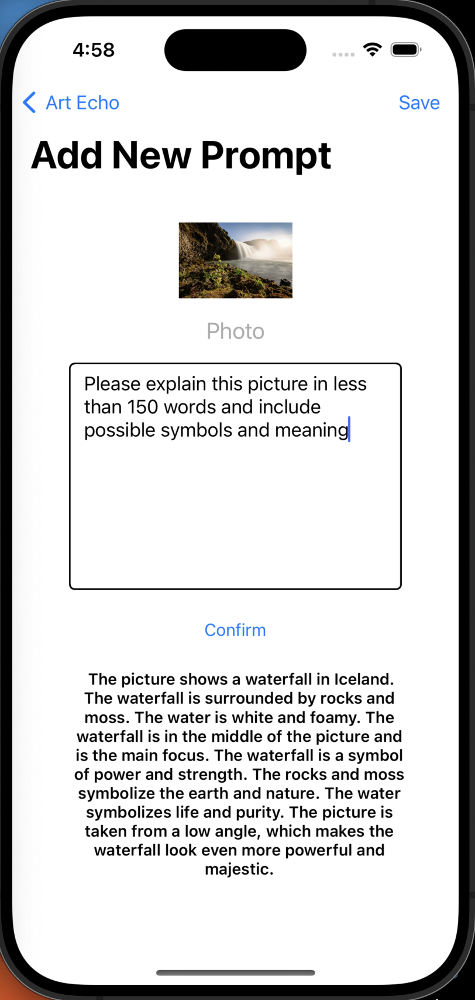 4:58
Art Echo
Save
Add New Prompt
Photo
Please explain this picture in less
than 150 words and include
possible symbols and meaning
Confirm
The picture shows a waterfall in Iceland.
The waterfall is surrounded by rocks and
moss. The water is white and foamy. The
waterfall is in the middle of the picture and
is the main focus. The waterfall is a symbol
of power and strength. The rocks and moss
symbolize the earth and nature. The water
symbolizes life and purity. The picture is
taken from a low angle, which makes the
waterfall look even more powerful and
majestic.